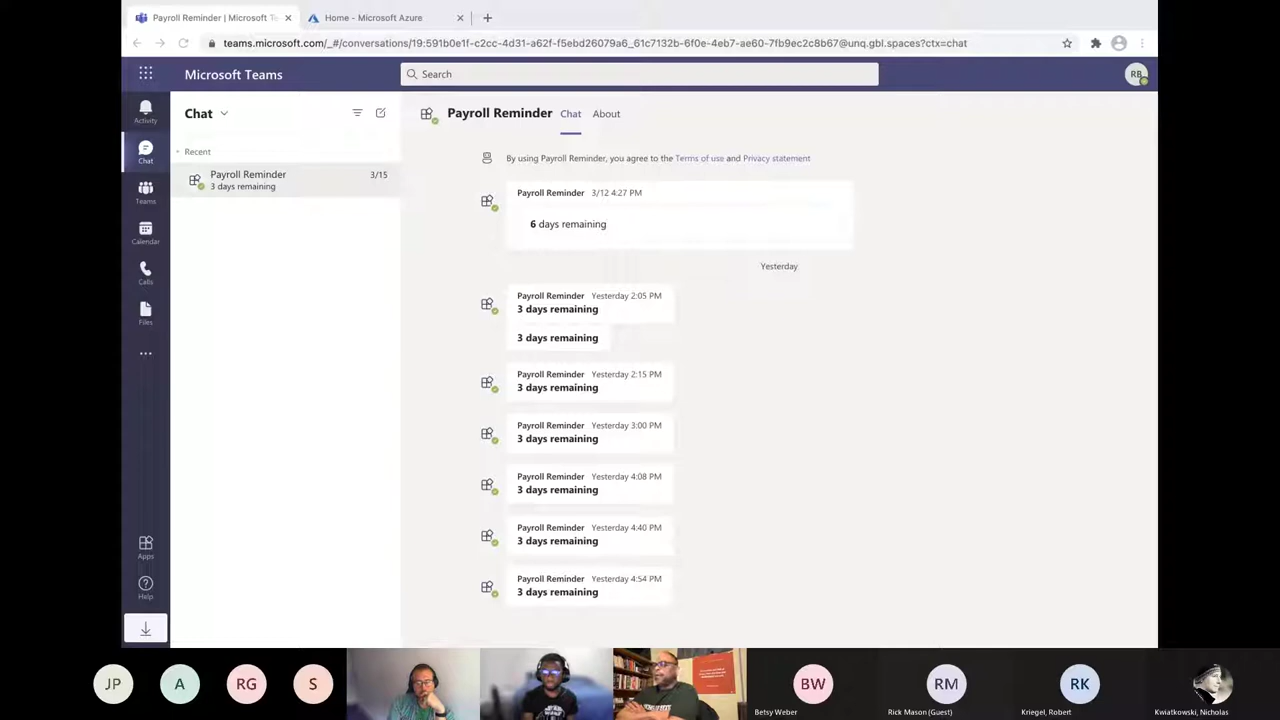 Payroll Reminder | Microsoft Te
Home - Microsoft Azure
teams.microsoft.com/_#/conversations/19:591b0e1f-c2cc-4d31-a62f-f5ebd26079a6_61c7132b-6f0e-4eb7-ae60-7fb9ec2c8b67@unq.gbl.spaces?ctx=chat
Microsoft Teams
Search
RB
Activity
Chat
Teams
Calendar
Calls
Files
Apps
Help
Chat
Recent
Payroll Reminder 3/15
3 days remaining
Payroll Reminder Chat About
By using Payroll Reminder, you agree to the Terms of use and Privacy statement
Payroll Reminder 3/12 4:27 PM
6 days remaining
Yesterday
Payroll Reminder Yesterday 2:05 PM
3 days remaining
3 days remaining
Payroll Reminder Yesterday 2:15 PM
3 days remaining
Payroll Reminder Yesterday 3:00 PM
3 days remaining
Payroll Reminder Yesterday 4:08 PM
3 days remaining
Payroll Reminder Yesterday 4:40 PM
3 days remaining
Payroll Reminder Yesterday 4:54 PM
3 days remaining
JP
A
RG
S
BW
Betsy Weber
RM
Rick Mason (Guest)
RK
Kriegel, Robert
Kwiatkowski, Nicholas